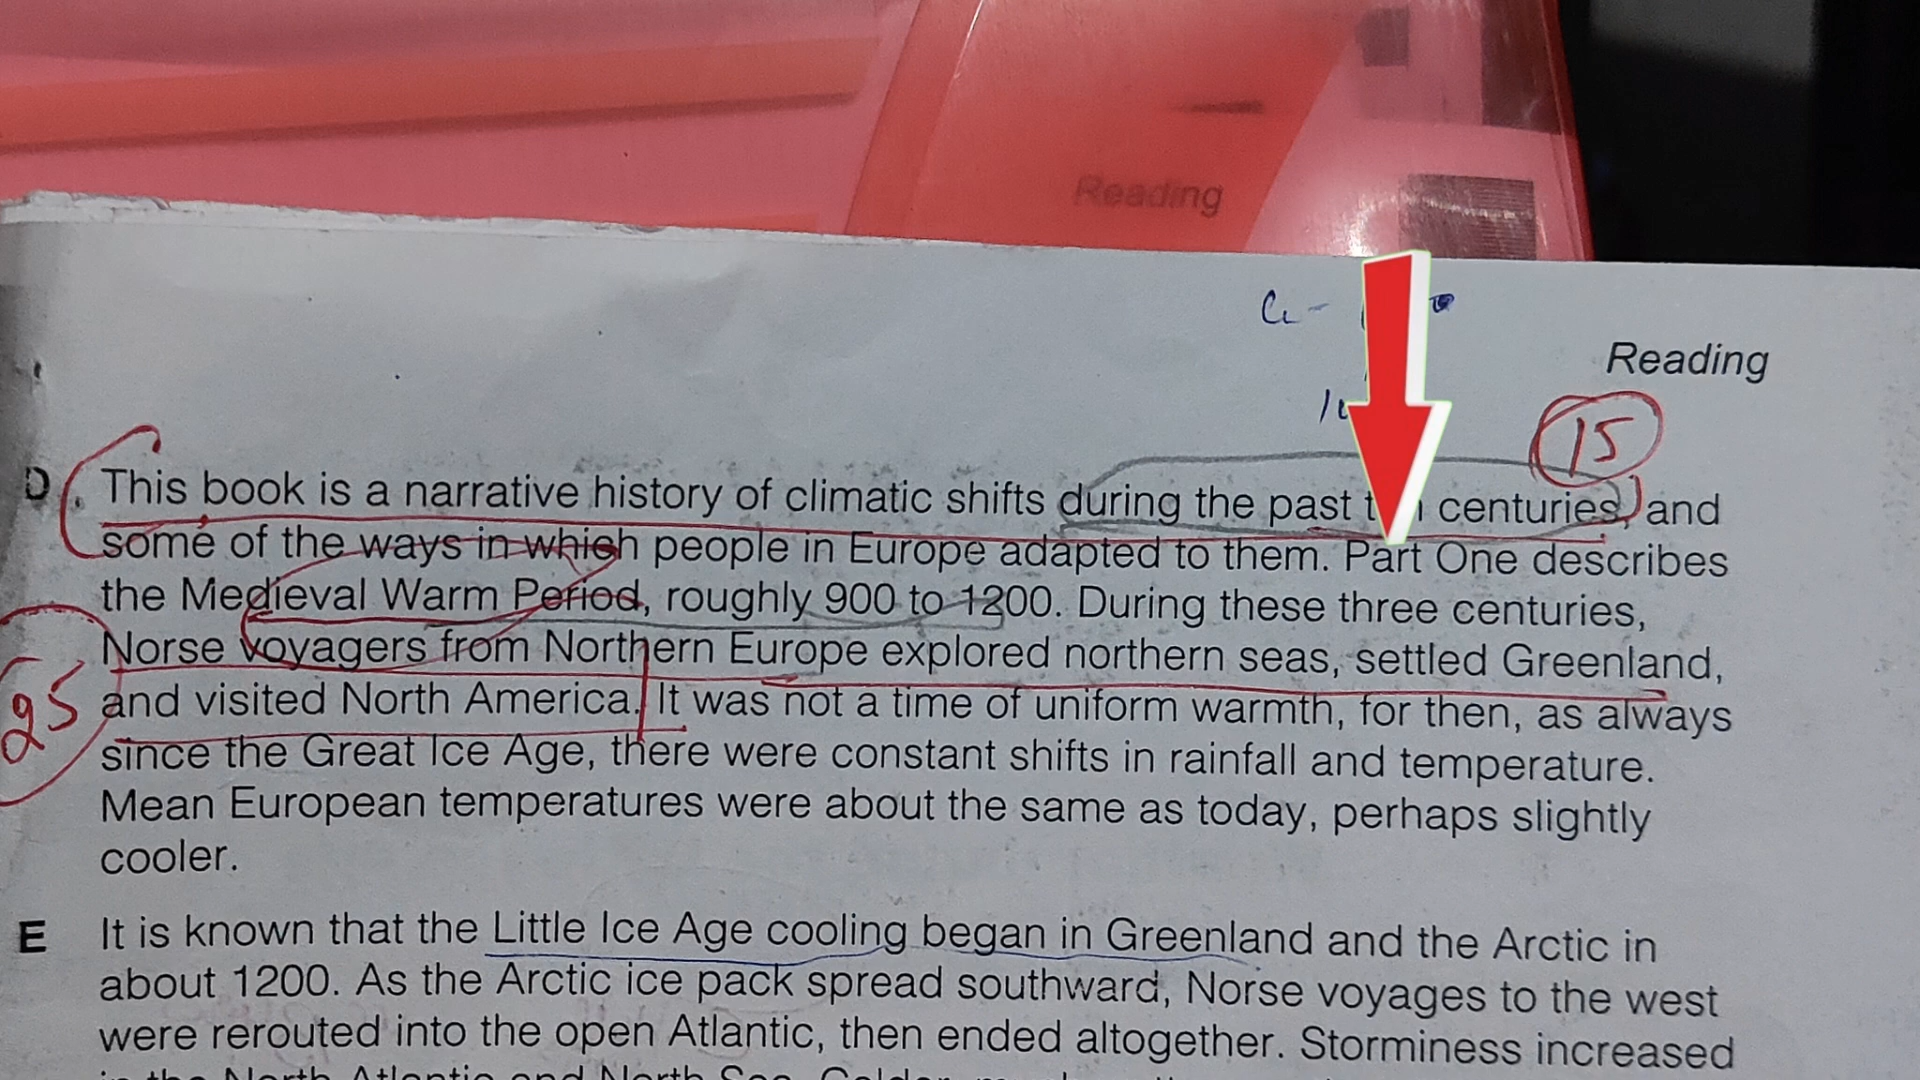 Reading
Reading
15
D This book is a narrative history of climatic shifts during the past centuries, and
some of the ways in which people in Europe adapted to them. Part One describes
the Medieval Warm Period, roughly 900 to 1200. During these three centuries,
Norse voyagers from Northern Europe explored northern seas, settled Greenland,
and visited North America. It was not a time of uniform warmth, for then, as always
since the Great Ice Age, there were constant shifts in rainfall and temperature.
Mean European temperatures were about the same as today, perhaps slightly
cooler.
E It is known that the Little Ice Age cooling began in Greenland and the Arctic in
about 1200. As the Arctic ice pack spread southward, Norse voyages to the west
were rerouted into the open Atlantic, then ended altogether. Storminess increased
in the North Atlantic and North Sea.